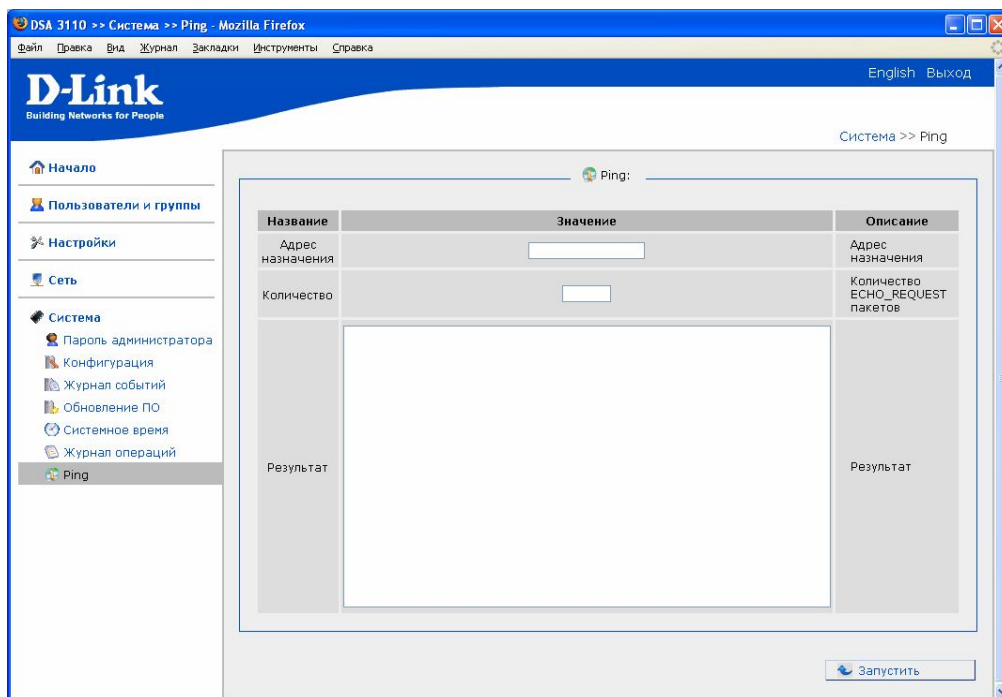 DSA 3110 >> Система >> Ping - Mozilla Firefox
Файл Правка Вид Журнал Закладки Инструменты Справка
English Выход
D-Link
Building Networks for People
Система >> Ping
Начало
Пользователи и группы
Настройки
Сеть
Система
Пароль администратора
Конфигурация
Журнал событий
Обновление ПО
Системное время
Журнал операций
Ping
Ping:
Название Значение Описание
Адрес
назначения
Адрес
назначения
Количество
Количество
ECHO_REQUEST
пакетов
Результат
Результат
Запустить